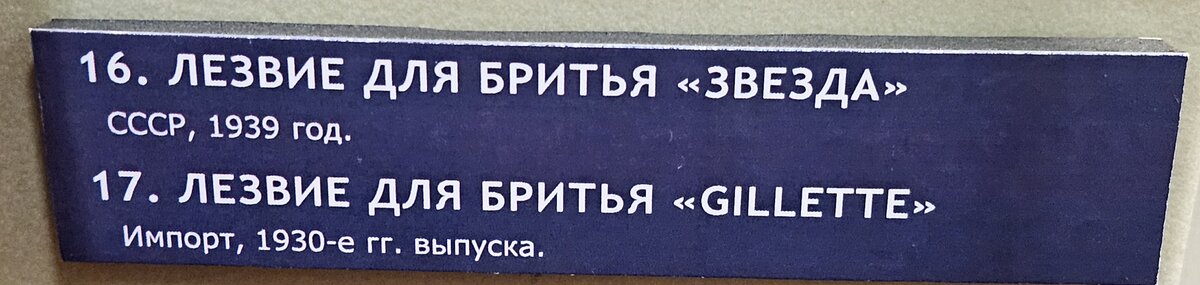 16. ЛЕЗВИЕ ДЛЯ БРИТЬЯ «ЗВЕЗДА»
СССР, 1939 год.
17. ЛЕЗВИЕ ДЛЯ БРИТЬЯ «GILLETTE»
Импорт, 1930-е гг. выпуска.